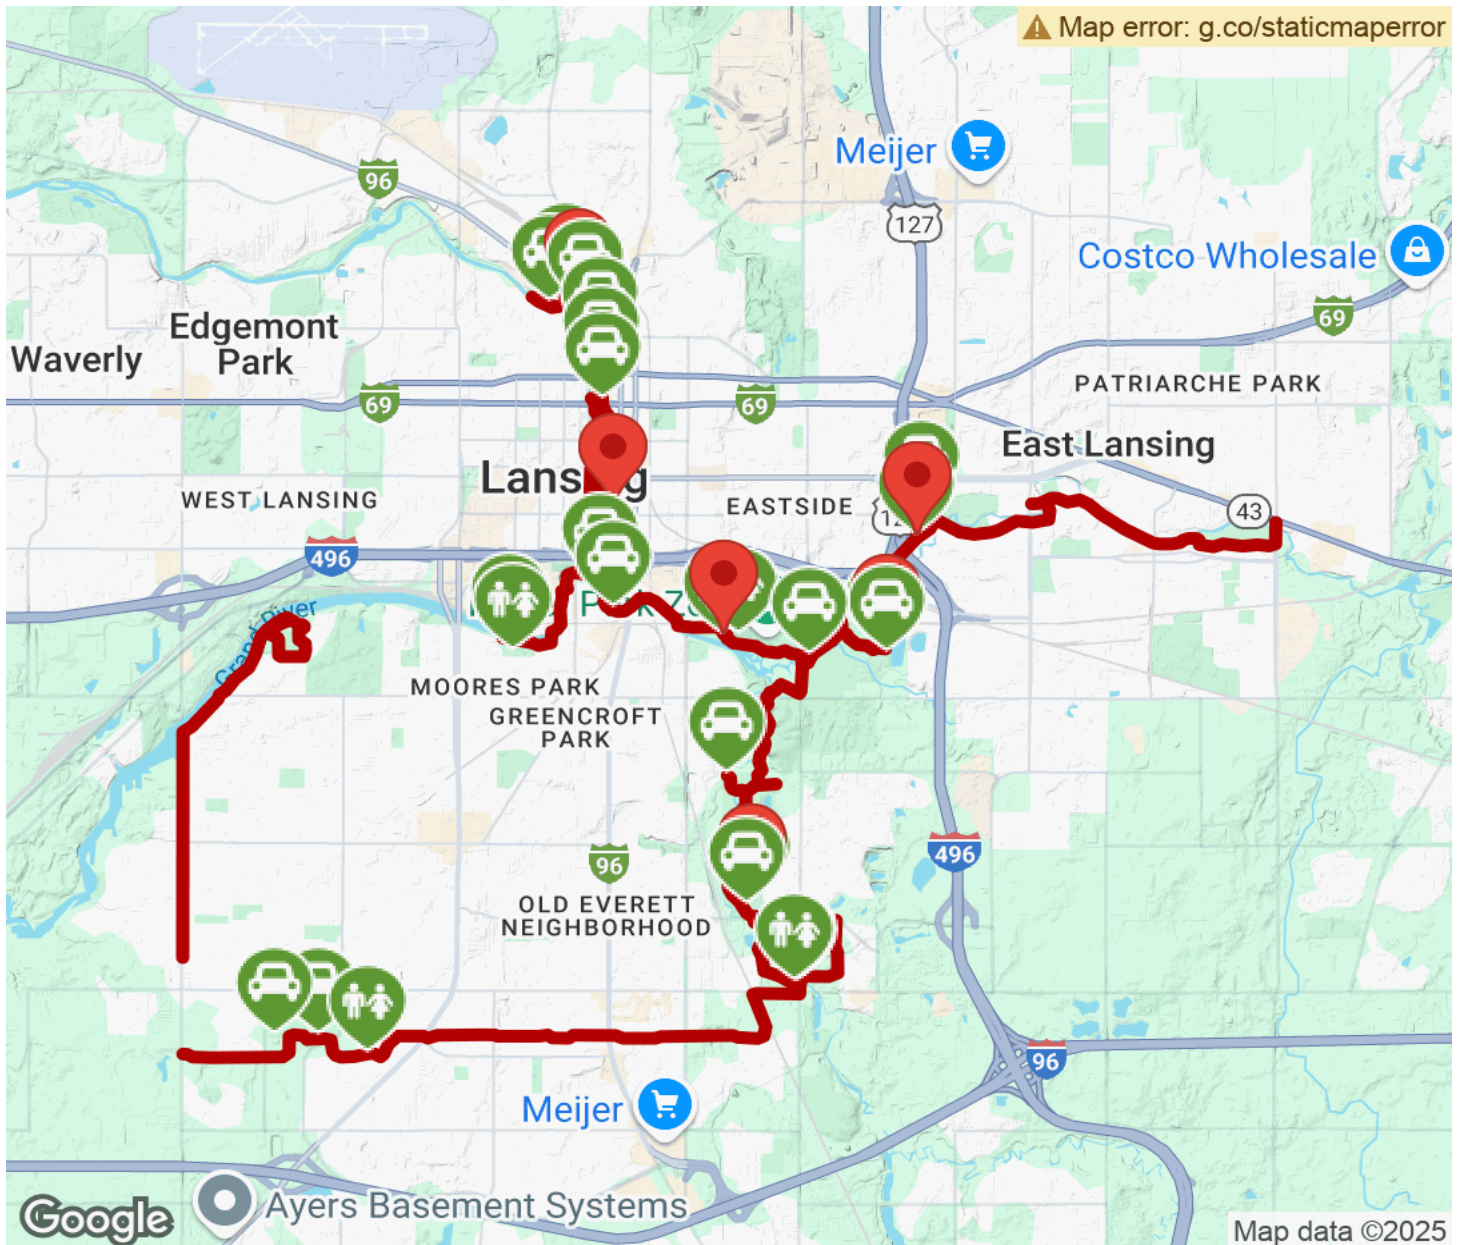 Map error: g.co/staticmaperror
Meijer
96
127
Costco Wholesale
69
Edgemont
Park
Waverly
PATRIARCHE PARK
69
69
East Lansing
Lansing
WEST LANSING
EASTSIDE
43
496
Grand River
MOORES PARK
GREENCROFT
PARK
96
496
OLD EVERETT
NEIGHBORHOOD
96
Meijer
Ayers Basement Systems
Google
Map data ©2025